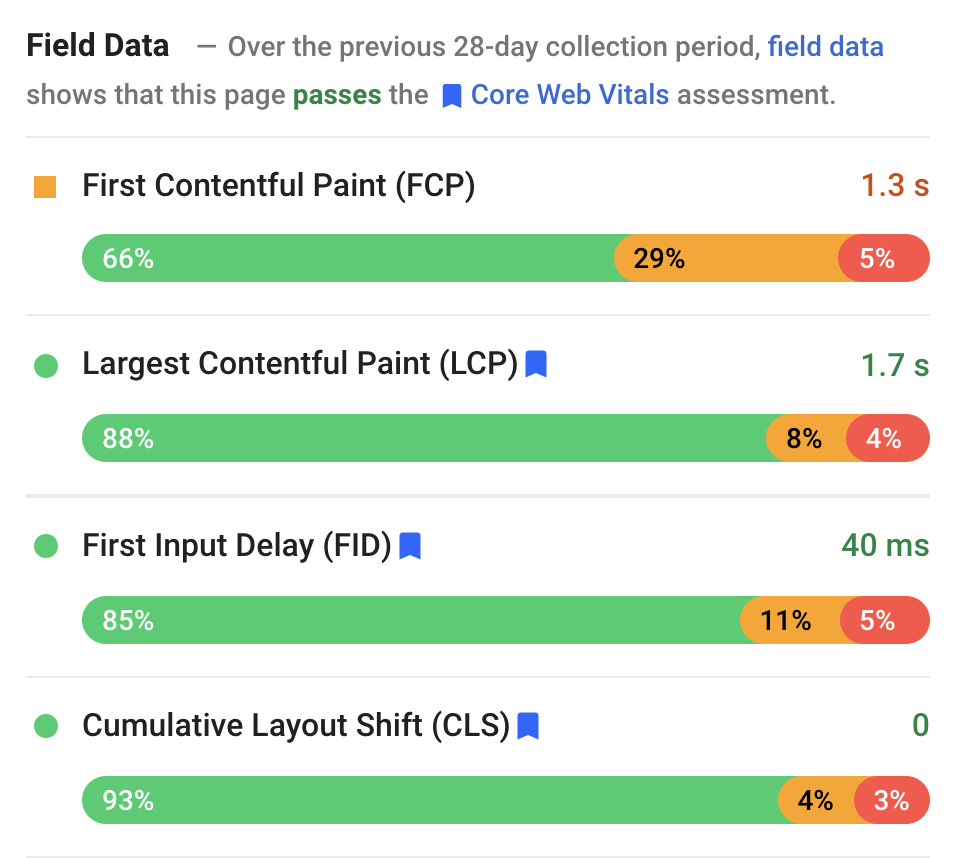 Field Data — Over the previous 28-day collection period, field data
shows that this page passes the Core Web Vitals assessment.
First Contentful Paint (FCP) 1.3 s
66% 29% 5%
Largest Contentful Paint (LCP) 1.7 s
88% 8% 4%
First Input Delay (FID) 40 ms
85% 11% 5%
Cumulative Layout Shift (CLS) 0
93% 4% 3%